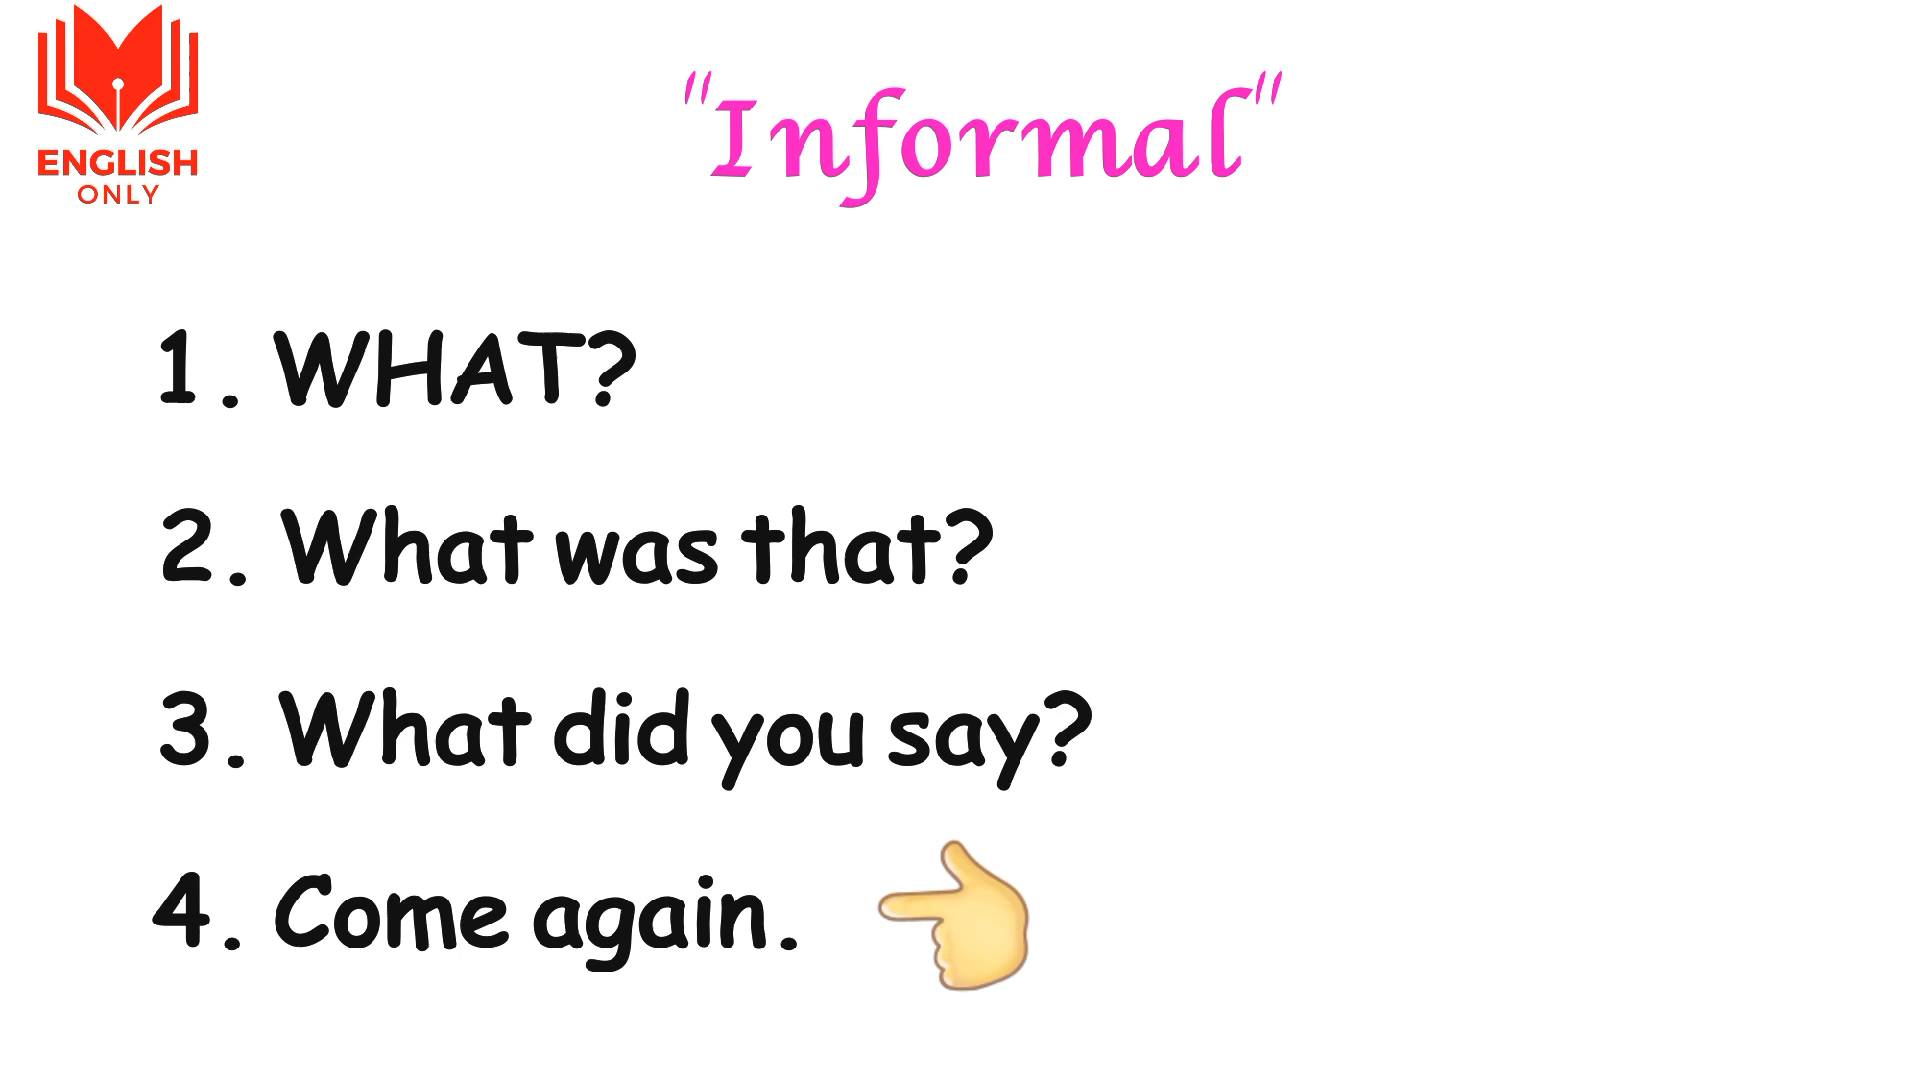 ENGLISH
ONLY
"Informal"
1. WHAT?
2. What was that?
3. What did you say?
4. Come again.